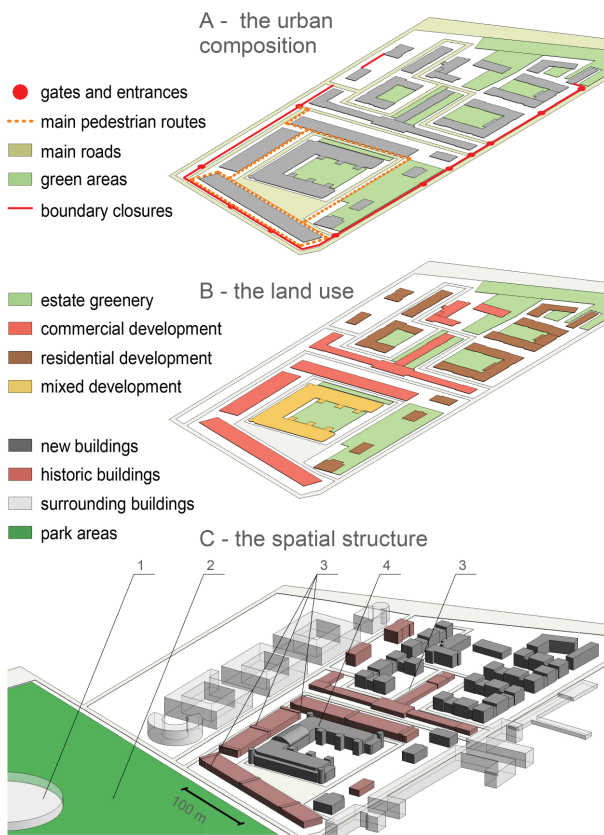 A - the urban
composition
gates and entrances
main pedestrian routes
main roads
green areas
boundary closures
B - the land use
estate greenery
commercial development
residential development
mixed development
new buildings
historic buildings
surrounding buildings
park areas
C - the spatial structure
1 2 3 4 3
100 m